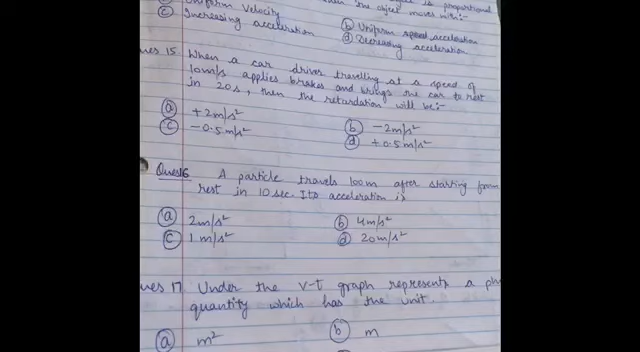 is proportional
the object moves with:-
Uniform velocity
(c) Increasing acceleration
(b) Uniform speed acceleration
(d) Decreasing acceleration
ues 15. When a car driver travelling at a speed of
10m/s applies brakes and brings the car to rest
in 20s, then the retardation will be:-
(a) +2m/s²
(b) -2m/s²
(c) -0.5m/s²
(d) +0.5m/s²
Ques16 A particle travels 100m after starting from
rest in 10 sec. Its acceleration is
(a) 2m/s²
(b) 4m/s²
(c) 1m/s²
(d) 20m/s²
ues 17. Under the v-t graph represents a ph
quantity which has the unit.
(a) m²
(b) m